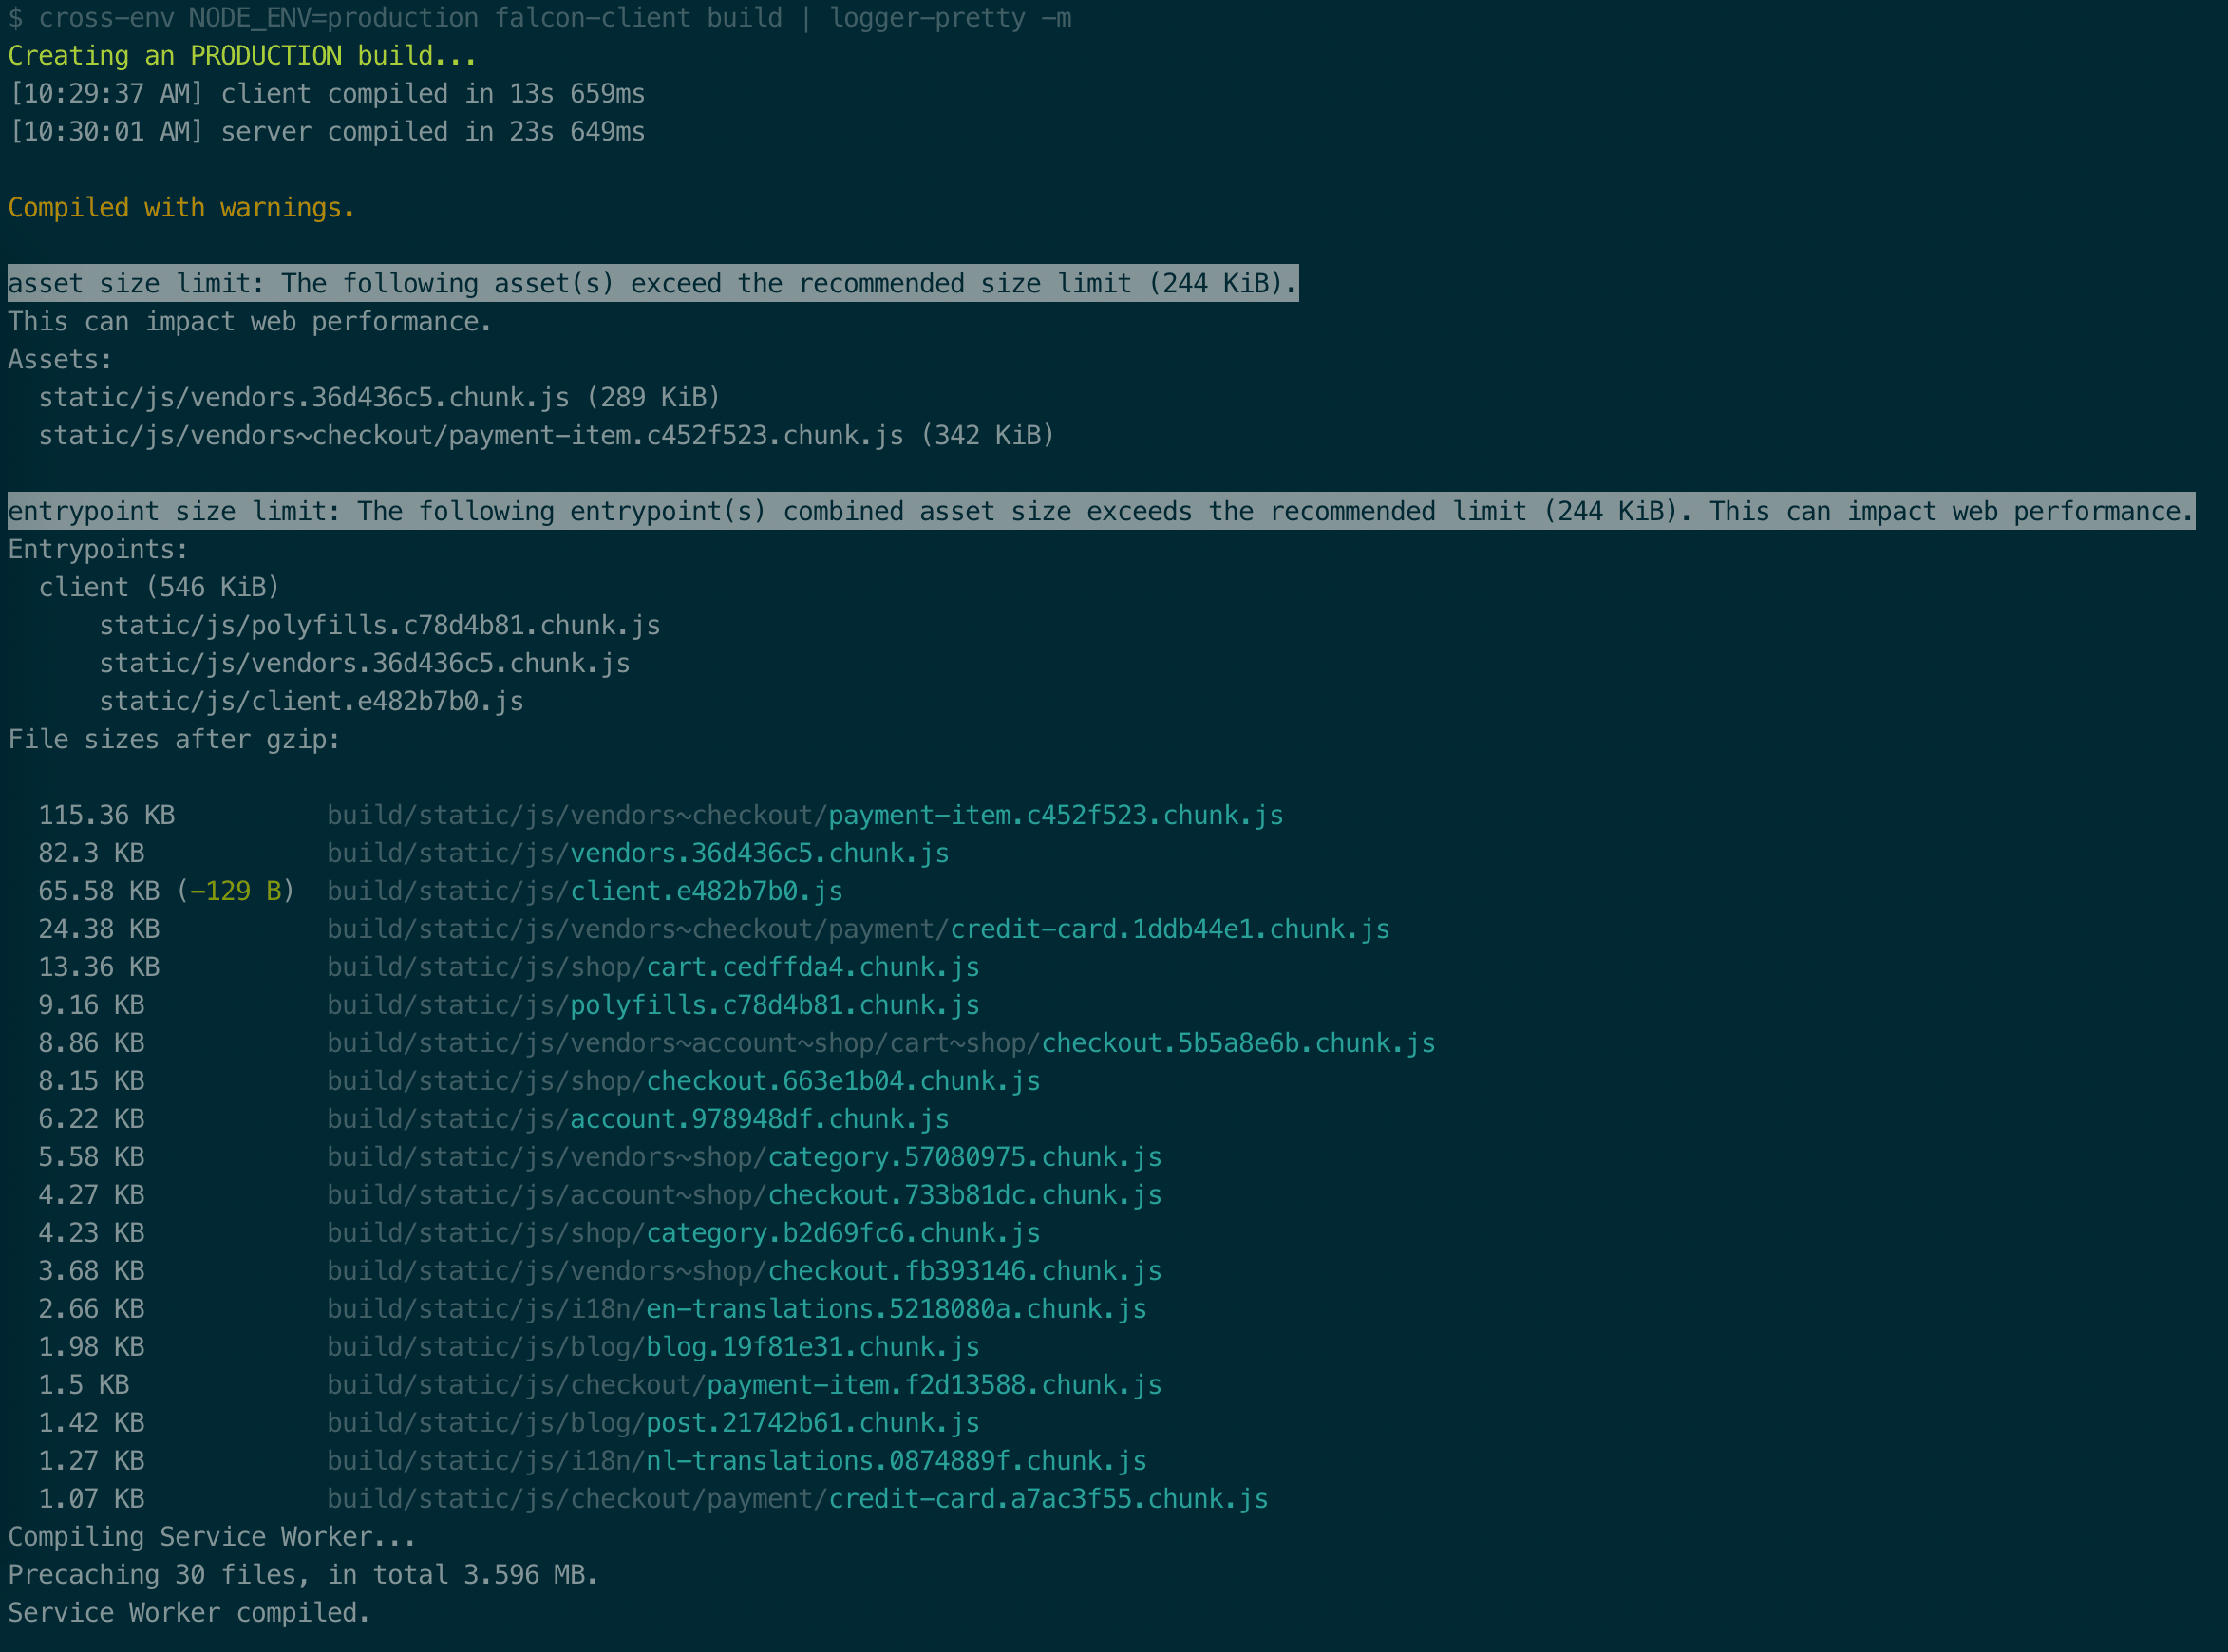 $ cross-env NODE_ENV=production falcon-client build | logger-pretty -m
Creating an PRODUCTION build...
[10:29:37 AM] client compiled in 13s 659ms
[10:30:01 AM] server compiled in 23s 649ms
Compiled with warnings.
asset size limit: The following asset(s) exceed the recommended size limit (244 KiB).
This can impact web performance.
Assets:
  static/js/vendors.36d436c5.chunk.js (289 KiB)
  static/js/vendors~checkout/payment-item.c452f523.chunk.js (342 KiB)
entrypoint size limit: The following entrypoint(s) combined asset size exceeds the recommended limit (244 KiB). This can impact web performance.
Entrypoints:
  client (546 KiB)
      static/js/polyfills.c78d4b81.chunk.js
      static/js/vendors.36d436c5.chunk.js
      static/js/client.e482b7b0.js
File sizes after gzip:
  115.36 KB          build/static/js/vendors~checkout/payment-item.c452f523.chunk.js
  82.3 KB            build/static/js/vendors.36d436c5.chunk.js
  65.58 KB (-129 B)  build/static/js/client.e482b7b0.js
  24.38 KB           build/static/js/vendors~checkout/payment/credit-card.1ddb44e1.chunk.js
  13.36 KB           build/static/js/shop/cart.cedffda4.chunk.js
  9.16 KB            build/static/js/polyfills.c78d4b81.chunk.js
  8.86 KB            build/static/js/vendors~account~shop/cart~shop/checkout.5b5a8e6b.chunk.js
  8.15 KB            build/static/js/shop/checkout.663e1b04.chunk.js
  6.22 KB            build/static/js/account.978948df.chunk.js
  5.58 KB            build/static/js/vendors~shop/category.57080975.chunk.js
  4.27 KB            build/static/js/account~shop/checkout.733b81dc.chunk.js
  4.23 KB            build/static/js/shop/category.b2d69fc6.chunk.js
  3.68 KB            build/static/js/vendors~shop/checkout.fb393146.chunk.js
  2.66 KB            build/static/js/i18n/en-translations.5218080a.chunk.js
  1.98 KB            build/static/js/blog/blog.19f81e31.chunk.js
  1.5 KB             build/static/js/checkout/payment-item.f2d13588.chunk.js
  1.42 KB            build/static/js/blog/post.21742b61.chunk.js
  1.27 KB            build/static/js/i18n/nl-translations.0874889f.chunk.js
  1.07 KB            build/static/js/checkout/payment/credit-card.a7ac3f55.chunk.js
Compiling Service Worker...
Precaching 30 files, in total 3.596 MB.
Service Worker compiled.